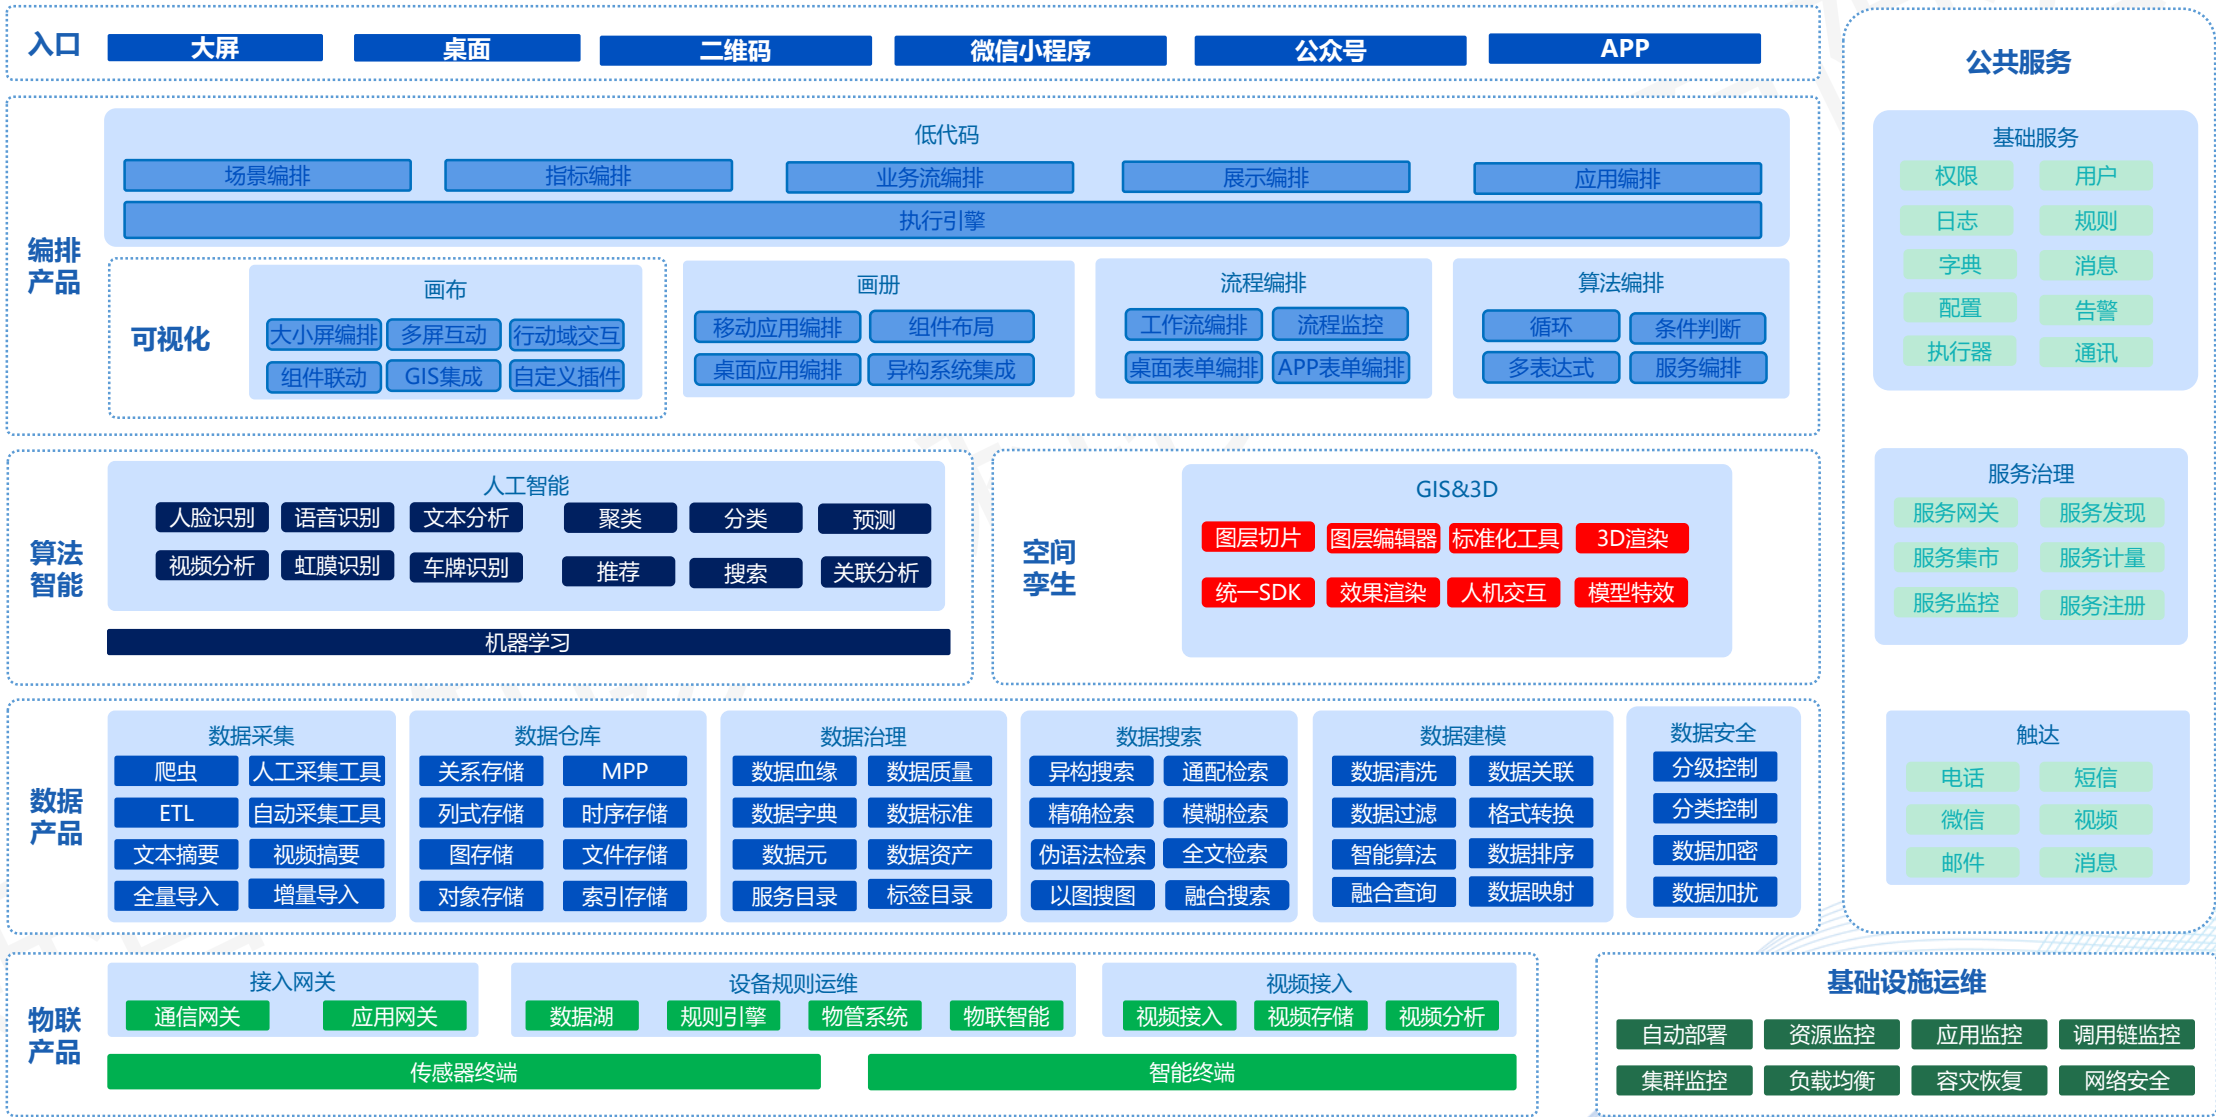 入口
大屏
桌面
二维码
微信小程序
公众号
APP
编排
产品
低代码
场景编排
指标编排
业务流编排
展示编排
应用编排
执行引擎
可视化
画布
大小屏编排
多屏互动
行动域交互
组件联动
GIS集成
自定义插件
画册
移动应用编排
组件布局
桌面应用编排
异构系统集成
流程编排
工作流编排
流程监控
桌面表单编排
APP表单编排
算法编排
循环
条件判断
多表达式
服务编排
算法
智能
人工智能
人脸识别
语音识别
文本分析
聚类
分类
预测
视频分析
虹膜识别
车牌识别
推荐
搜索
关联分析
机器学习
空间
孪生
GIS&3D
图层切片
图层编辑器
标准化工具
3D渲染
统一SDK
效果渲染
人机交互
模型特效
数据
产品
数据采集
爬虫
人工采集工具
ETL
自动采集工具
文本摘要
视频搞要
全量导入
增量导入
数据仓库
关系存储
MPP
列式存储
时序存储
图存储
文件存储
对象存储
索引存储
数据治理
数据血缘
数据质量
数据字典
数据标准
数据元
数据资产
服务目录
标签目录
数据搜索
异构搜索
通配检索
精确检索
模糊检索
伪语法检索
全文检索
以图搜图
融合搜索
数据建模
数据清洗
数据关联
数据过滤
格式转换
智能算法
数据排序
融合查询
数据映射
数据安全
分级控制
分类控制
数据加密
数据加扰
物联
产品
接入网关
通信网关
应用网关
设备规则运维
数据湖
规则引擎
物管系统
物联智能
视频接入
视频接入
视频存储
视频分析
传感器终端
智能终端
公共服务
基础服务
权限
用户
日志
规则
字典
消息
配置
告警
执行器
通讯
服务治理
服务网关
服务发现
服务集市
服务计量
服务监控
服务注册
触达
电话
短信
微信
视频
邮件
消息
基础设施运维
自动部署
资源监控
应用监控
调用链监控
集群监控
负载均衡
容灾恢复
网络安全